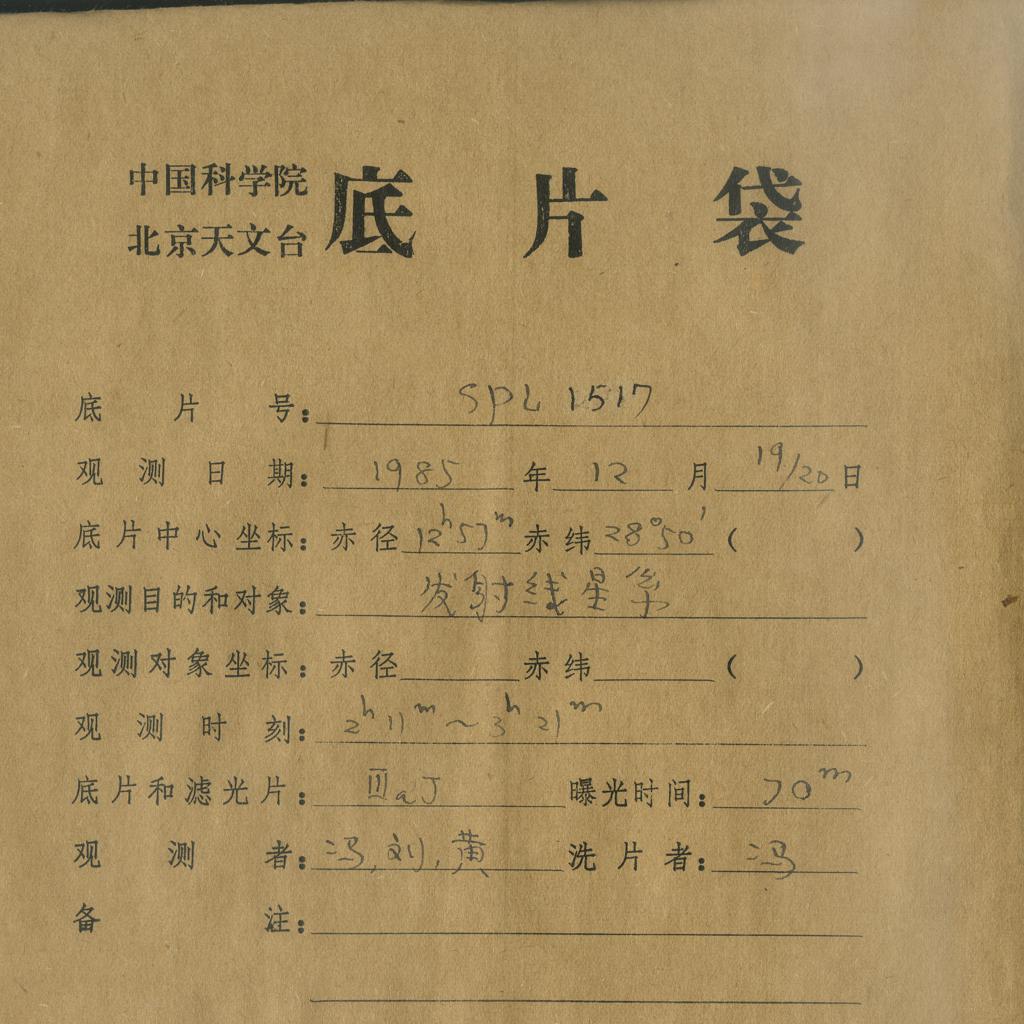 中国科学院
北京天文台 底片袋
底片号: SPL 1517
观测日期: 1985 年 12 月 19/20 日
底片中心坐标: 赤径 12ʰ57ᵐ 赤纬 28°50′ ( )
观测目的和对象: 发射线星系
观测对象坐标: 赤径 赤纬 ( )
观测时刻: 2ʰ11ᵐ～3ʰ21ᵐ
底片和滤光片: ⅢaJ 曝光时间: 70ᵐ
观测者: 冯,刘,黄 洗片者: 冯
备注: